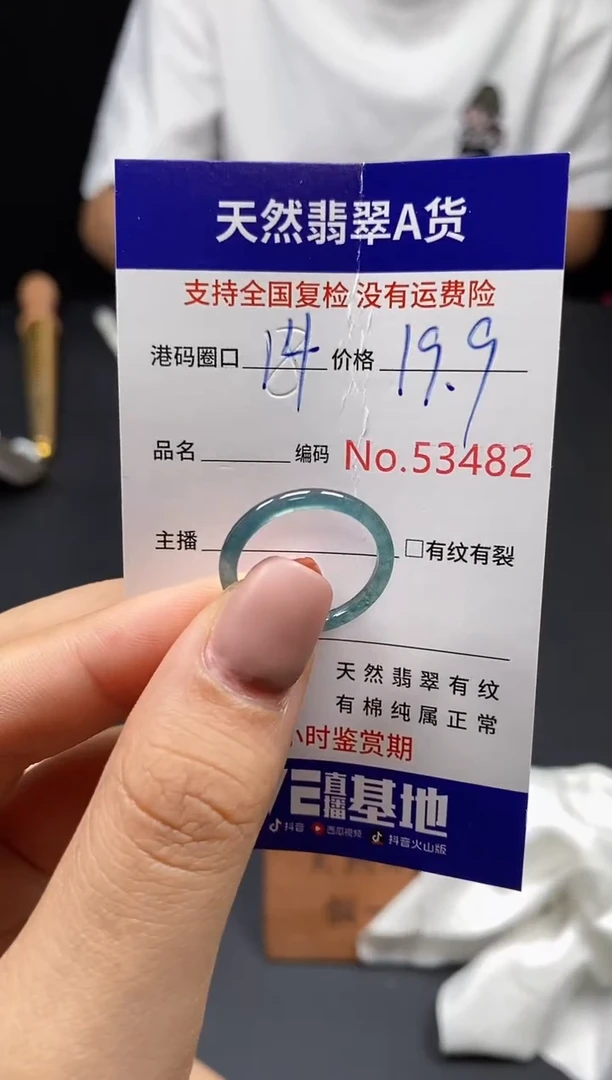 天然翡翠A货
支持全国复检 没有运费险
港码圈口 14 价格 19.9
品名 编码 No.53482
主播 □有纹有裂
天然翡翠有纹
有棉纯属正常
小时鉴赏期
直播基地
抖音 西瓜视频 抖音火山版